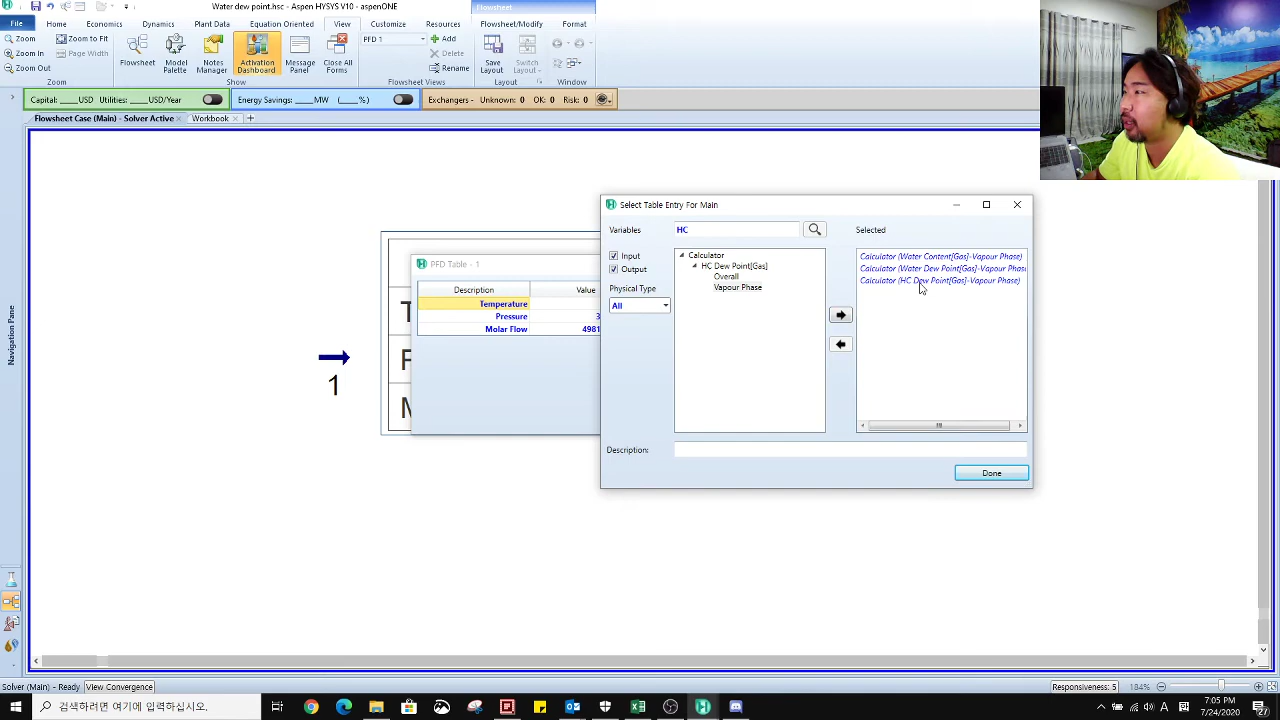 Water dew point.hsc - Aspen HYSYS V10 - aspenONE
Flowsheet
File Home Economics Dynamics Plant Data Equation Oriented View Customize Resources Flowsheet/Modify Format
Zoom
Zoom In
Zoom Out
Zoom to Fit
Page Width
Zoom
Flowsheet
Model Palette
Notes Manager
Activation Dashboard
Message Panel
Close All Forms
Show
PFD 1
Add
Delete
Rename
Flowsheet Views
Save Layout
Switch Layout
Window
Capital: ____USD Utilities: ____USD/Year
Energy Savings: ____MW (____%)
Exchangers - Unknown: 0 OK: 0 Risk: 0
Flowsheet Case (Main) - Solver Active
Workbook
Navigation Pane
1
PFD Table - 1
Description Value
Temperature
Pressure 3
Molar Flow 4981
Select Table Entry For Main
Variables HC
Selected
Input
Output
Physical Type
All
Calculator
HC Dew Point[Gas]
Overall
Vapour Phase
Calculator (Water Content[Gas]-Vapour Phase)
Calculator (Water Dew Point[Gas]-Vapour Phase
Calculator (HC Dew Point[Gas]-Vapour Phase)
Description:
Done
Solver (Main) - Ready View Convergence
Responsiveness: 5 184%
검색하려면 여기에 입력하십시오.
A
7:05 PM
7/24/2020
27